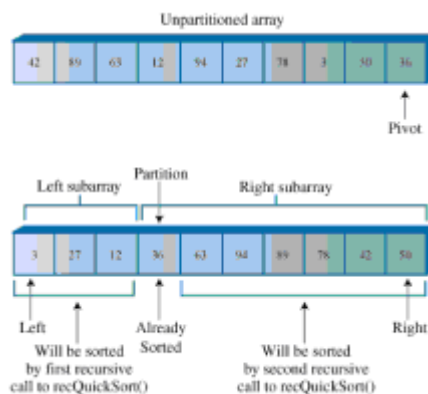 Unpartitioned array
42 89 63 12 94 27 78 3 50 36
Pivot
Partition
Left subarray
Right subarray
3 27 12 36 63 94 89 78 42 50
Left
Already
Sorted
Right
Will be sorted
by first recursive
call to recQuickSort()
Will be sorted
by second recursive
call to recQuickSort()